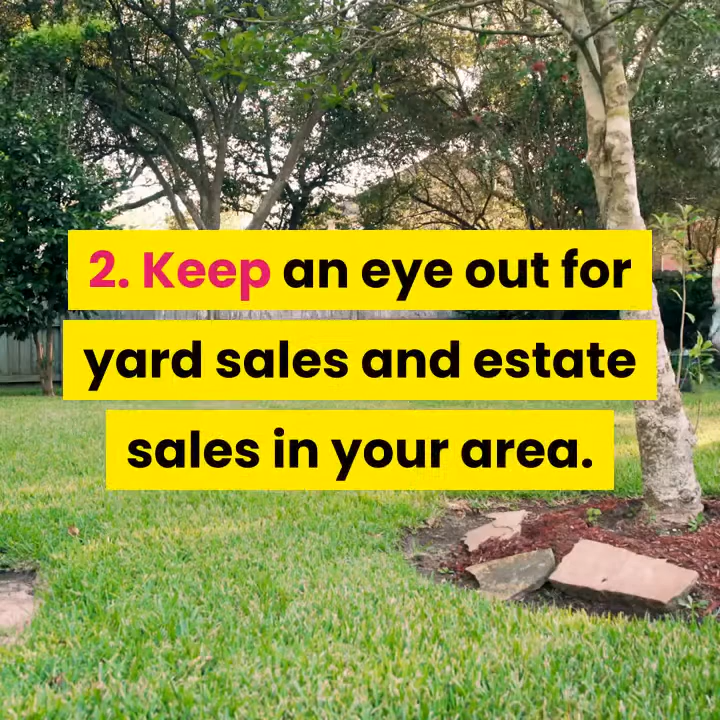 2. Keep an eye out for
yard sales and estate
sales in your area.